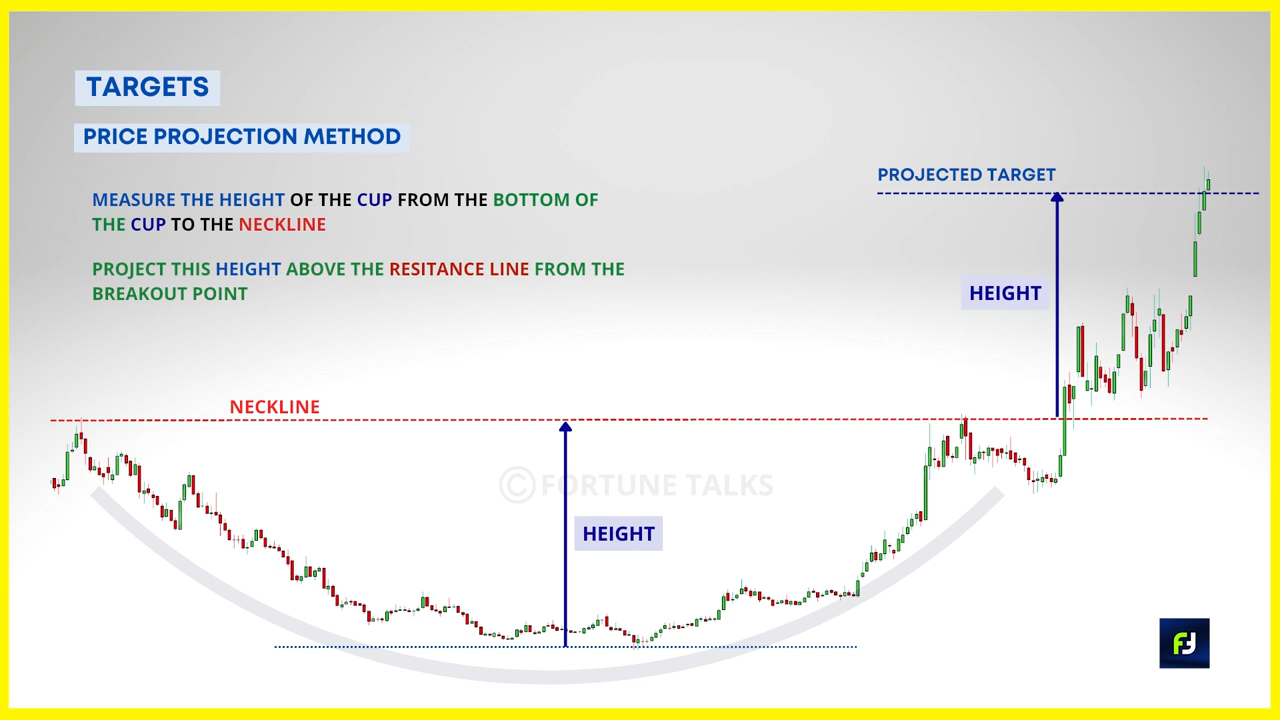 TARGETS
PRICE PROJECTION METHOD
MEASURE THE HEIGHT OF THE CUP FROM THE BOTTOM OF
THE CUP TO THE NECKLINE
PROJECT THIS HEIGHT ABOVE THE RESITANCE LINE FROM THE
BREAKOUT POINT
PROJECTED TARGET
HEIGHT
NECKLINE
© FORTUNE TALKS
HEIGHT